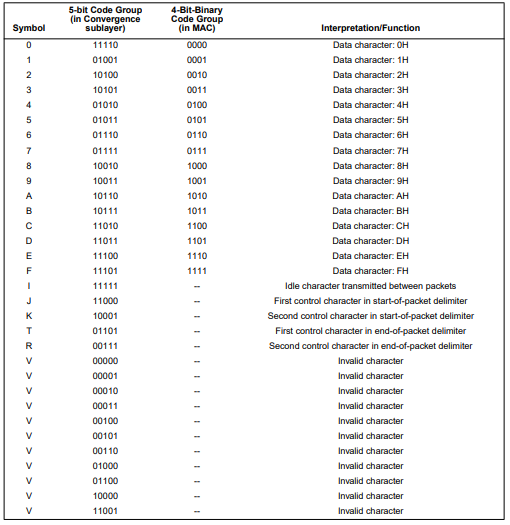 Symbol 5-bit Code Group (in Convergence sublayer) 4-Bit-Binary Code Group (in MAC) Interpretation/Function
0 11110 0000 Data character: 0H
1 01001 0001 Data character: 1H
2 10100 0010 Data character: 2H
3 10101 0011 Data character: 3H
4 01010 0100 Data character: 4H
5 01011 0101 Data character: 5H
6 01110 0110 Data character: 6H
7 01111 0111 Data character: 7H
8 10010 1000 Data character: 8H
9 10011 1001 Data character: 9H
A 10110 1010 Data character: AH
B 10111 1011 Data character: BH
C 11010 1100 Data character: CH
D 11011 1101 Data character: DH
E 11100 1110 Data character: EH
F 11101 1111 Data character: FH
I 11111 -- Idle character transmitted between packets
J 11000 -- First control character in start-of-packet delimiter
K 10001 -- Second control character in start-of-packet delimiter
T 01101 -- First control character in end-of-packet delimiter
R 00111 -- Second control character in end-of-packet delimiter
V 00000 -- Invalid character
V 00001 -- Invalid character
V 00010 -- Invalid character
V 00011 -- Invalid character
V 00100 -- Invalid character
V 00101 -- Invalid character
V 00110 -- Invalid character
V 01000 -- Invalid character
V 01100 -- Invalid character
V 10000 -- Invalid character
V 11001 -- Invalid character